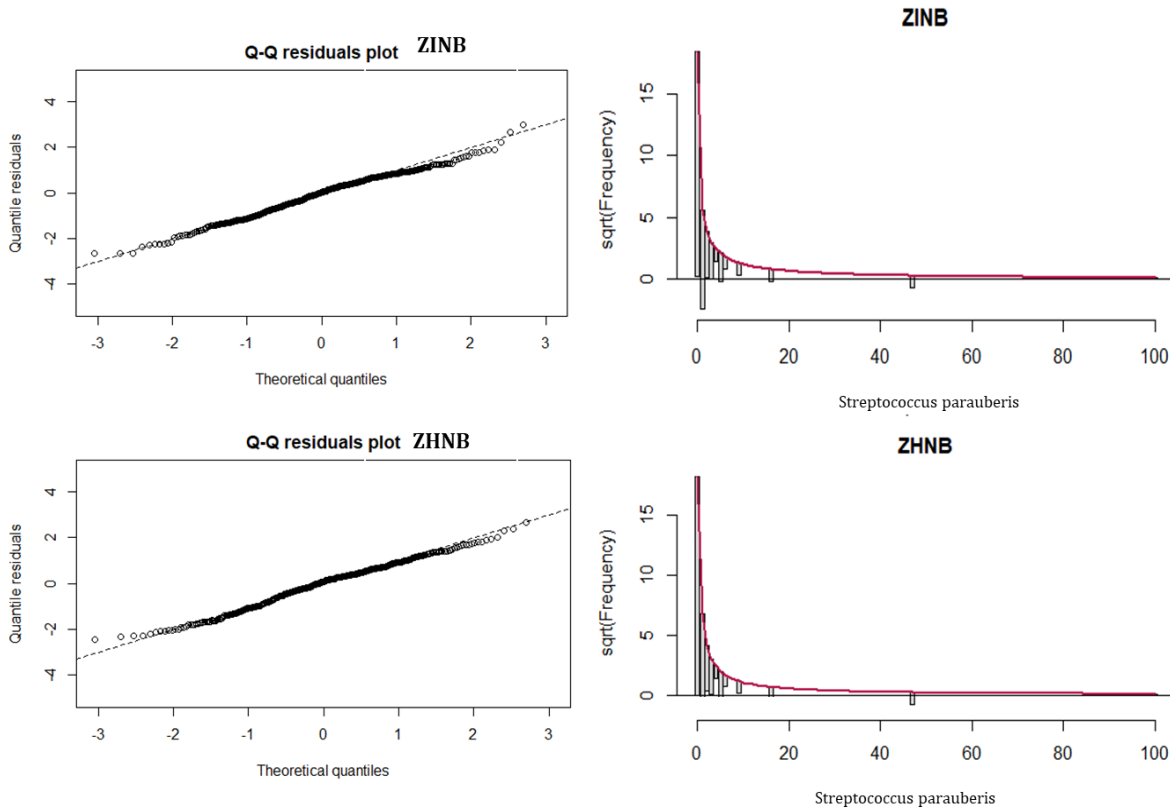 Q-Q residuals plot ZINB
Quantile residuals
4
2
0
-2
-4
-3 -2 -1 0 1 2 3
Theoretical quantiles
ZINB
sqrt(Frequency)
15
10
5
0
0 20 40 60 80 100
Streptococcus parauberis
Q-Q residuals plot ZHNB
Quantile residuals
4
2
0
-2
-4
-3 -2 -1 0 1 2 3
Theoretical quantiles
ZHNB
sqrt(Frequency)
15
10
5
0
0 20 40 60 80 100
Streptococcus parauberis